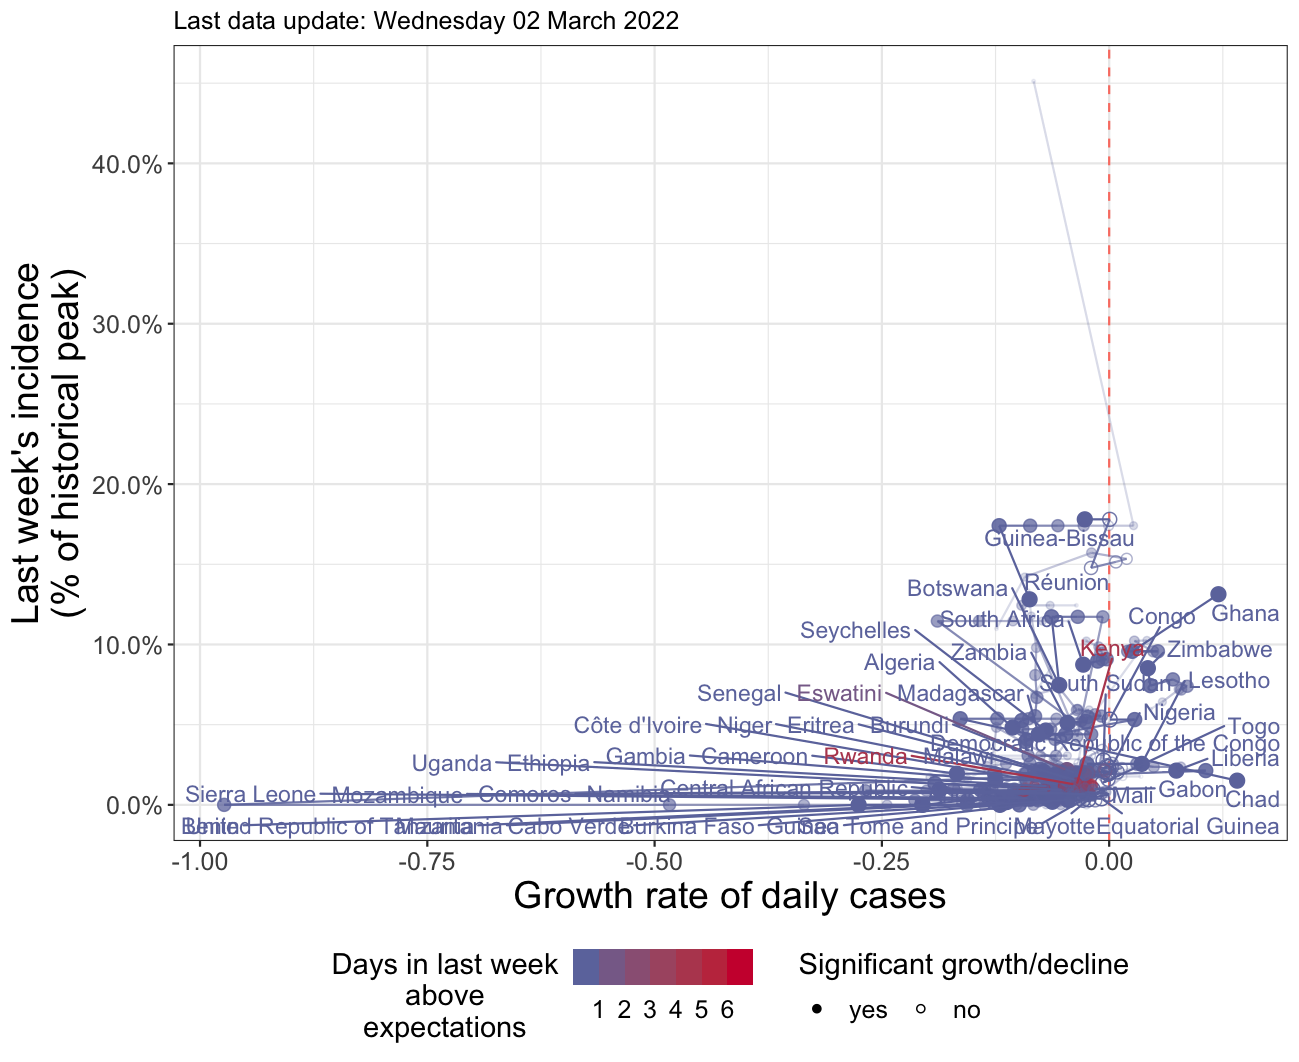 Last data update: Wednesday 02 March 2022
Last week's incidence
(% of historical peak)
40.0%
30.0%
20.0%
10.0%
0.0%
Guinea-Bissau
Réunion
Botswana
South Africa
Congo
Ghana
Seychelles
Zambia
Kenya
Zimbabwe
Algeria
South Sudan
Lesotho
Senegal
Eswatini
Madagascar
Nigeria
Côte d'Ivoire
Niger
Eritrea
Burundi
Togo
Democratic Republic of the Congo
Uganda
Ethiopia
Gambia
Cameroon
Rwanda
Malawi
Liberia
Sierra Leone
Mozambique
Comoros
Namibia
Central African Republic
Mali
Gabon
Chad
Benin
United Republic of Tanzania
Mauritania
Cabo Verde
Burkina Faso
Guinea
Sao Tome and Principe
Mayotte
Equatorial Guinea
-1.00
-0.75
-0.50
-0.25
0.00
Growth rate of daily cases
Days in last week
above
expectations
1 2 3 4 5 6
Significant growth/decline
yes
no